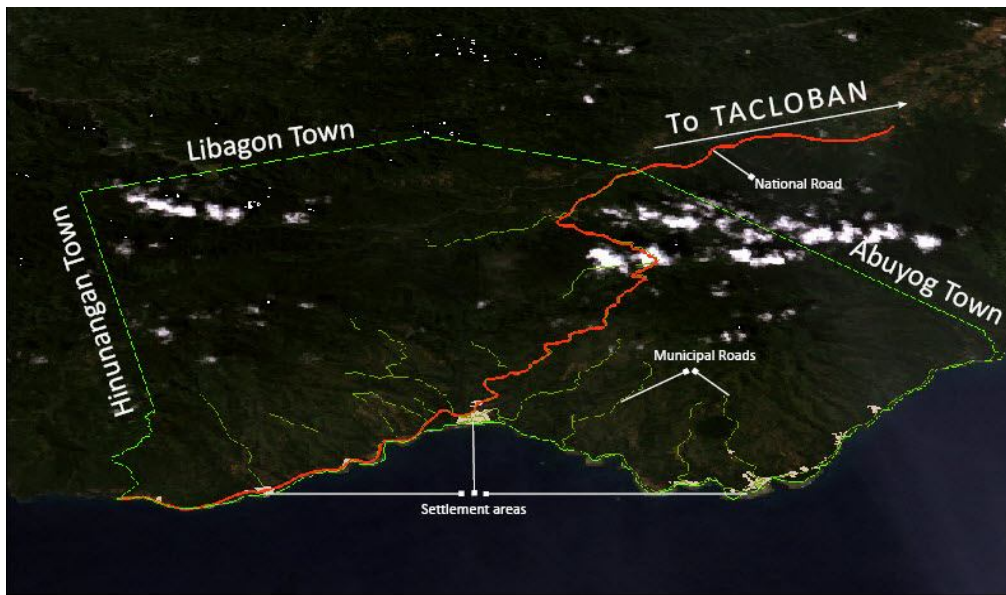 To TACLOBAN
Libagon Town
National Road
Hinunangan Town
Abuyog Town
Municipal Roads
Settlement areas